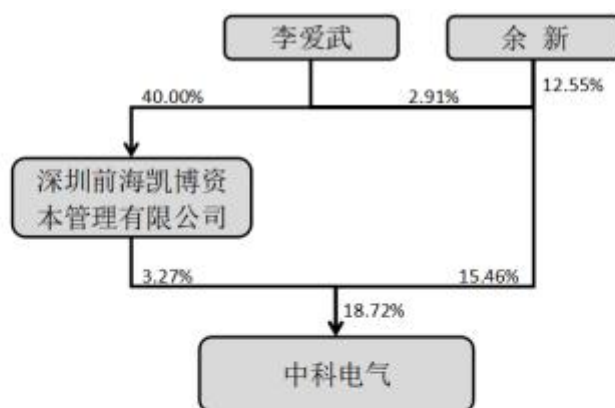 李爱武
余 新
12.55%
40.00%
2.91%
深圳前海凯博资
本管理有限公司
3.27%
15.46%
18.72%
中科电气